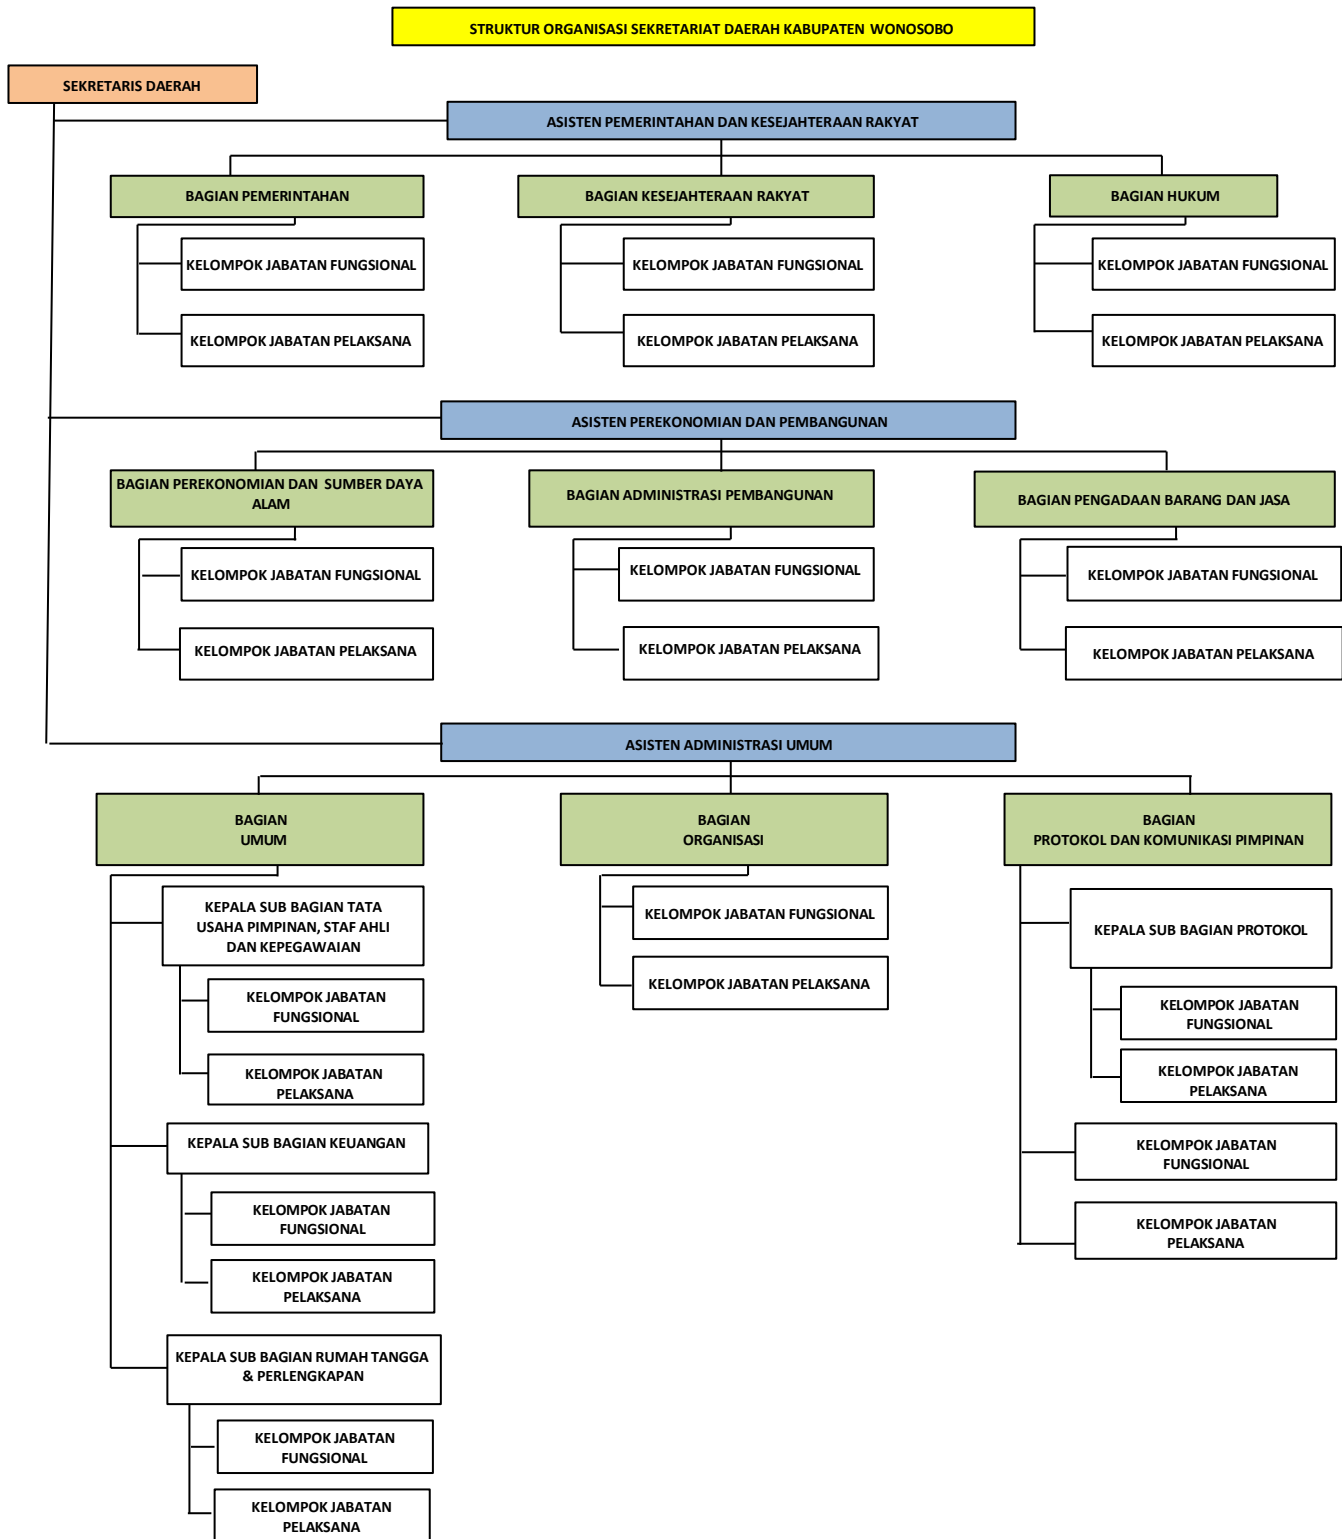 STRUKTUR ORGANISASI SEKRETARIAT DAERAH KABUPATEN WONOSOBO
SEKRETARIS DAERAH
ASISTEN PEMERINTAHAN DAN KESEJAHTERAAN RAKYAT
BAGIAN PEMERINTAHAN
BAGIAN KESEJAHTERAAN RAKYAT
BAGIAN HUKUM
KELOMPOK JABATAN FUNGSIONAL
KELOMPOK JABATAN FUNGSIONAL
KELOMPOK JABATAN FUNGSIONAL
KELOMPOK JABATAN PELAKSANA
KELOMPOK JABATAN PELAKSANA
KELOMPOK JABATAN PELAKSANA
ASISTEN PEREKONOMIAN DAN PEMBANGUNAN
BAGIAN PEREKONOMIAN DAN SUMBER DAYA
ALAM
BAGIAN ADMINISTRASI PEMBANGUNAN
BAGIAN PENGADAAN BARANG DAN JASA
KELOMPOK JABATAN FUNGSIONAL
KELOMPOK JABATAN FUNGSIONAL
KELOMPOK JABATAN FUNGSIONAL
KELOMPOK JABATAN PELAKSANA
KELOMPOK JABATAN PELAKSANA
KELOMPOK JABATAN PELAKSANA
ASISTEN ADMINISTRASI UMUM
BAGIAN
UMUM
BAGIAN
ORGANISASI
BAGIAN
PROTOKOL DAN KOMUNIKASI PIMPINAN
KEPALA SUB BAGIAN TATA
USAHA PIMPINAN, STAF AHLI
DAN KEPEGAWAIAN
KELOMPOK JABATAN
FUNGSIONAL
KELOMPOK JABATAN
PELAKSANA
KEPALA SUB BAGIAN KEUANGAN
KELOMPOK JABATAN
FUNGSIONAL
KELOMPOK JABATAN
PELAKSANA
KEPALA SUB BAGIAN RUMAH TANGGA
& PERLENGKAPAN
KELOMPOK JABATAN
FUNGSIONAL
KELOMPOK JABATAN
PELAKSANA
KELOMPOK JABATAN FUNGSIONAL
KELOMPOK JABATAN PELAKSANA
KEPALA SUB BAGIAN PROTOKOL
KELOMPOK JABATAN
FUNGSIONAL
KELOMPOK JABATAN
PELAKSANA
KELOMPOK JABATAN
FUNGSIONAL
KELOMPOK JABATAN
PELAKSANA